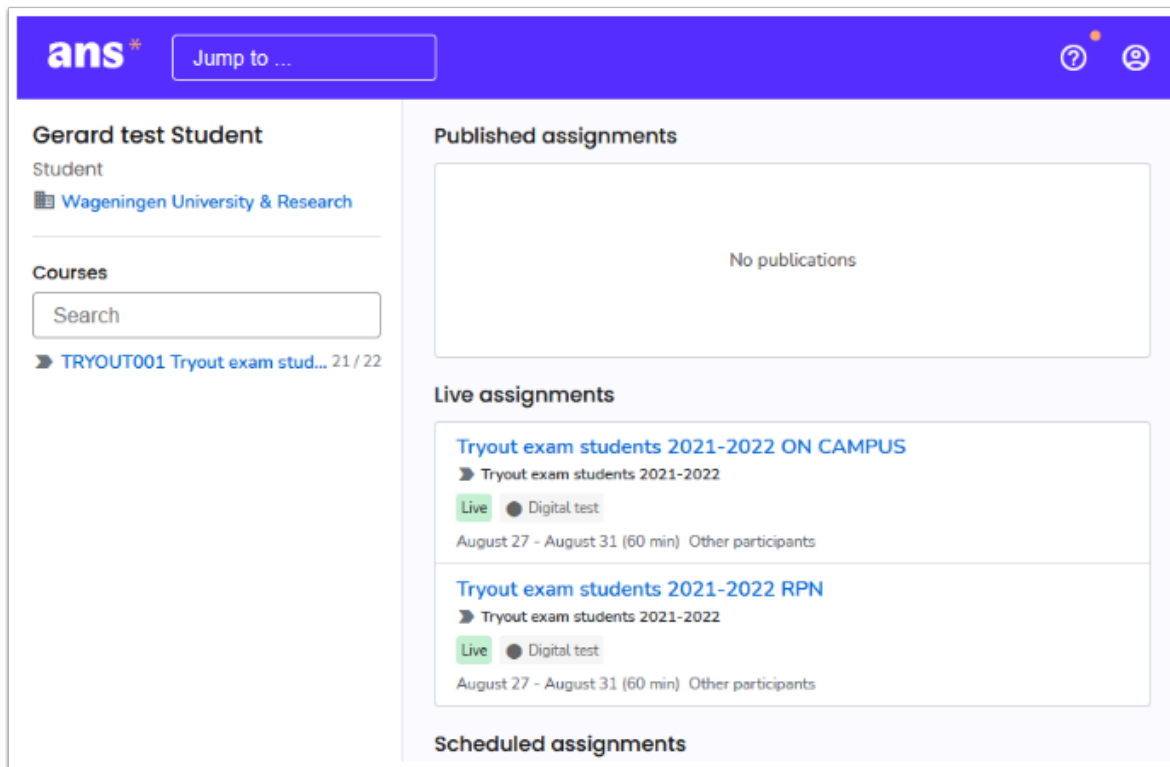 ans*
Jump to ...
Gerard test Student
Student
Wageningen University & Research
Courses
Search
TRYOUT001 Tryout exam stud... 21 / 22
Published assignments
No publications
Live assignments
Tryout exam students 2021-2022 ON CAMPUS
Tryout exam students 2021-2022
Live Digital test
August 27 - August 31 (60 min) Other participants
Tryout exam students 2021-2022 RPN
Tryout exam students 2021-2022
Live Digital test
August 27 - August 31 (60 min) Other participants
Scheduled assignments